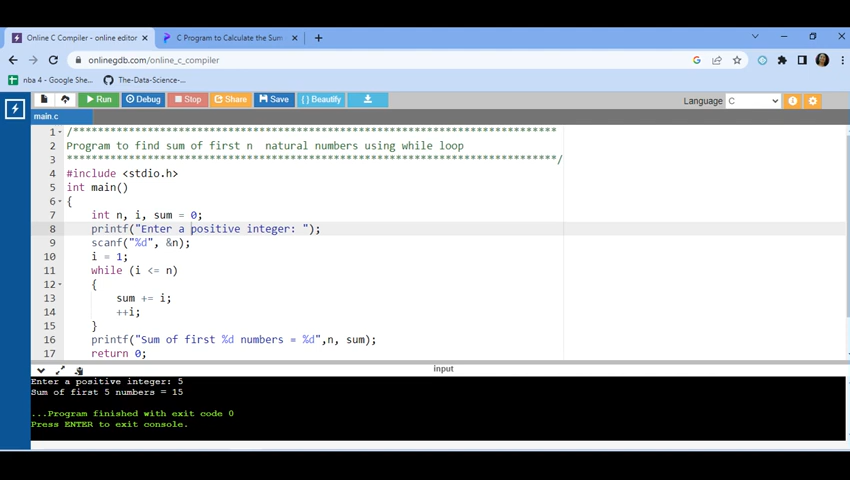 Online C Compiler - online editor
C Program to Calculate the Sum
onlinegdb.com/online_c_compiler
nba 4 - Google Shee
The-Data-Science-...
Run
Debug
Stop
Share
Save
{ } Beautify
Language
C
main.c
1 /******************************************************************************
2 Program to find sum of first n  natural numbers using while loop
3 *******************************************************************************/
4 #include <stdio.h>
5 int main()
6 {
7     int n, i, sum = 0;
8     printf("Enter a positive integer: ");
9     scanf("%d", &n);
10     i = 1;
11     while (i <= n)
12     {
13         sum += i;
14         ++i;
15     }
16     printf("Sum of first %d numbers = %d",n, sum);
17     return 0;
input
Enter a positive integer: 5
Sum of first 5 numbers = 15
...Program finished with exit code 0
Press ENTER to exit console.